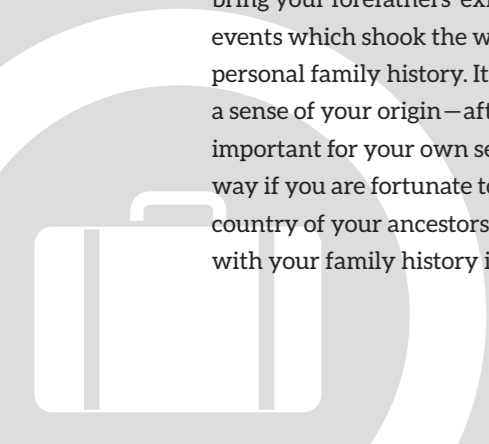 bring your forefathers'
events which shook the
personal family history. It
a sense of your origin—
important for your own
way if you are fortunate
country of your ancestors
with your family history